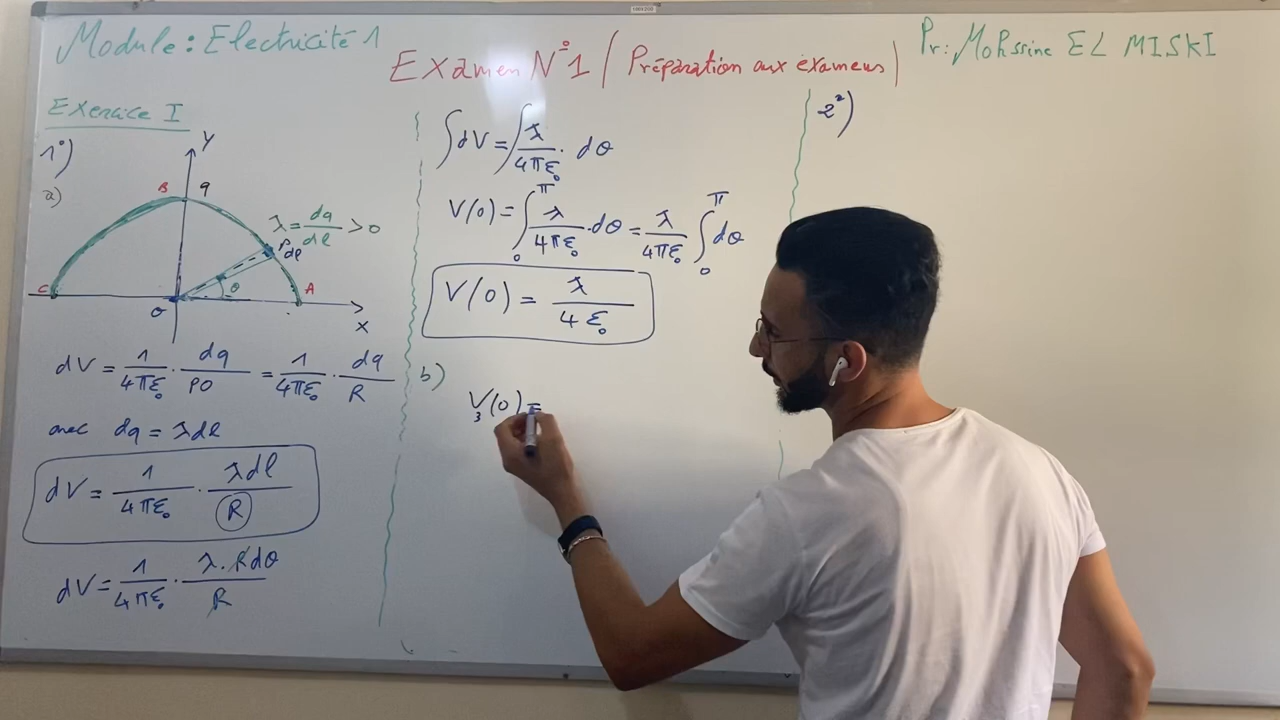 Module: Electricité 1
Examen N°1 ( Préparation aux examens )
Pr: Mohssine EL MISKI
Exercice I
1°)
a)
Y
B q
λ = dq/dl > 0
P dl
θ
C A
O X
dV = 1/4πε₀ · dq/PO = 1/4πε₀ · dq/R
avec dq = λdl
dV = 1/4πε₀ · λdl/R
dV = 1/4πε₀ · λ.Rdθ/R
∫dV = ∫ λ/4πε₀ · dθ
V(0) = ∫₀^π λ/4πε₀ · dθ = λ/4πε₀ ∫₀^π dθ
V(0) = λ/4ε₀
b)
V₃(0) =
2°)